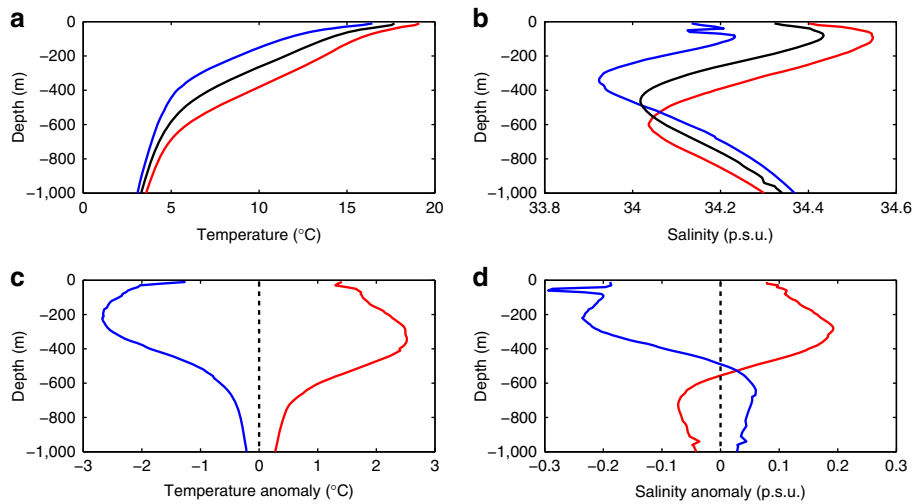 a
0
−200
−400
−600
−800
−1,000
Depth (m)
0 5 10 15 20
Temperature (°C)
b
0
−200
−400
−600
−800
−1,000
Depth (m)
33.8 34 34.2 34.4 34.6
Salinity (p.s.u.)
c
0
−200
−400
−600
−800
−1,000
Depth (m)
−3 −2 −1 0 1 2 3
Temperature anomaly (°C)
d
0
−200
−400
−600
−800
−1,000
Depth (m)
−0.3 −0.2 −0.1 0 0.1 0.2 0.3
Salinity anomaly (p.s.u.)